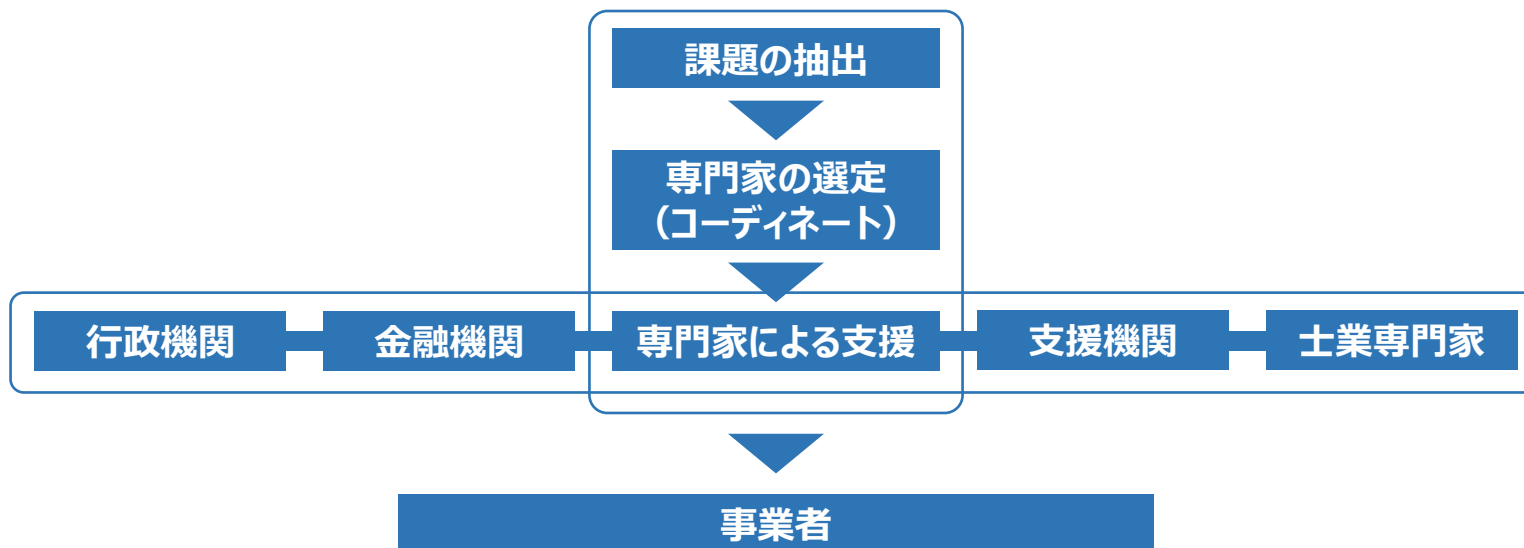 課題の抽出
専門家の選定
（コーディネート）
行政機関
金融機関
専門家による支援
支援機関
士業専門家
事業者